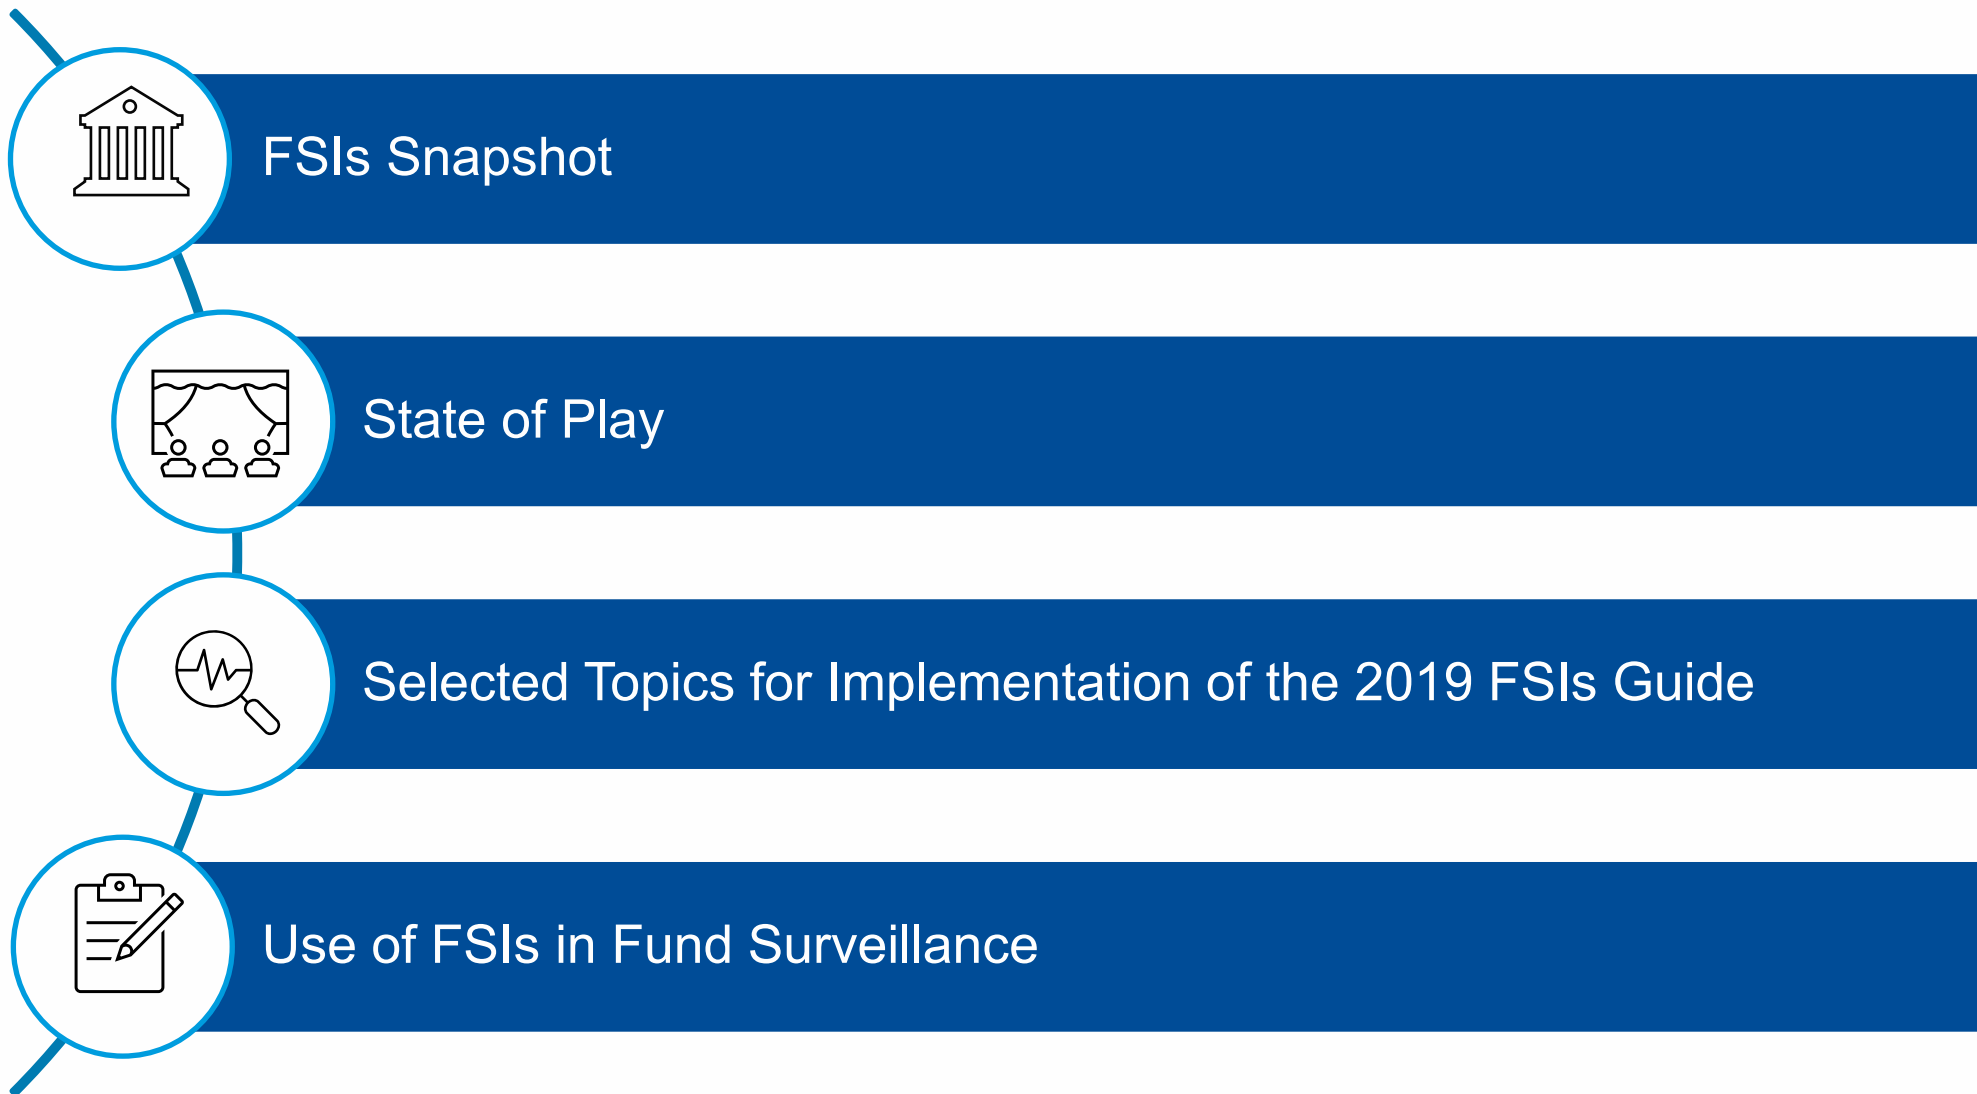 FSIs Snapshot
State of Play
Selected Topics for Implementation of the 2019 FSIs Guide
Use of FSIs in Fund Surveillance